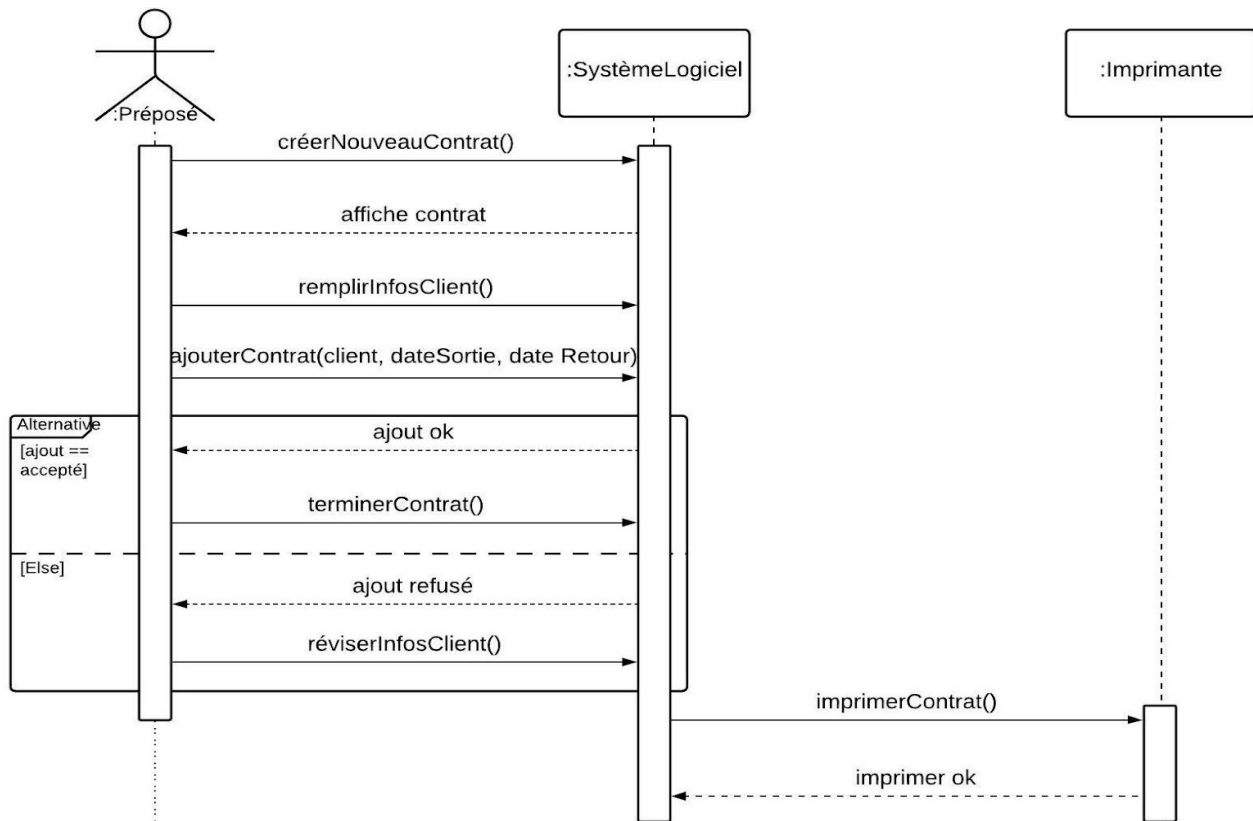 :Préposé
:SystèmeLogiciel
:Imprimante
créerNouveauContrat()
affiche contrat
remplirInfosClient()
ajouterContrat(client, dateSortie, date Retour)
Alternative
[ajout ==
accepté]
ajout ok
terminerContrat()
[Else]
ajout refusé
réviserInfosClient()
imprimerContrat()
imprimer ok